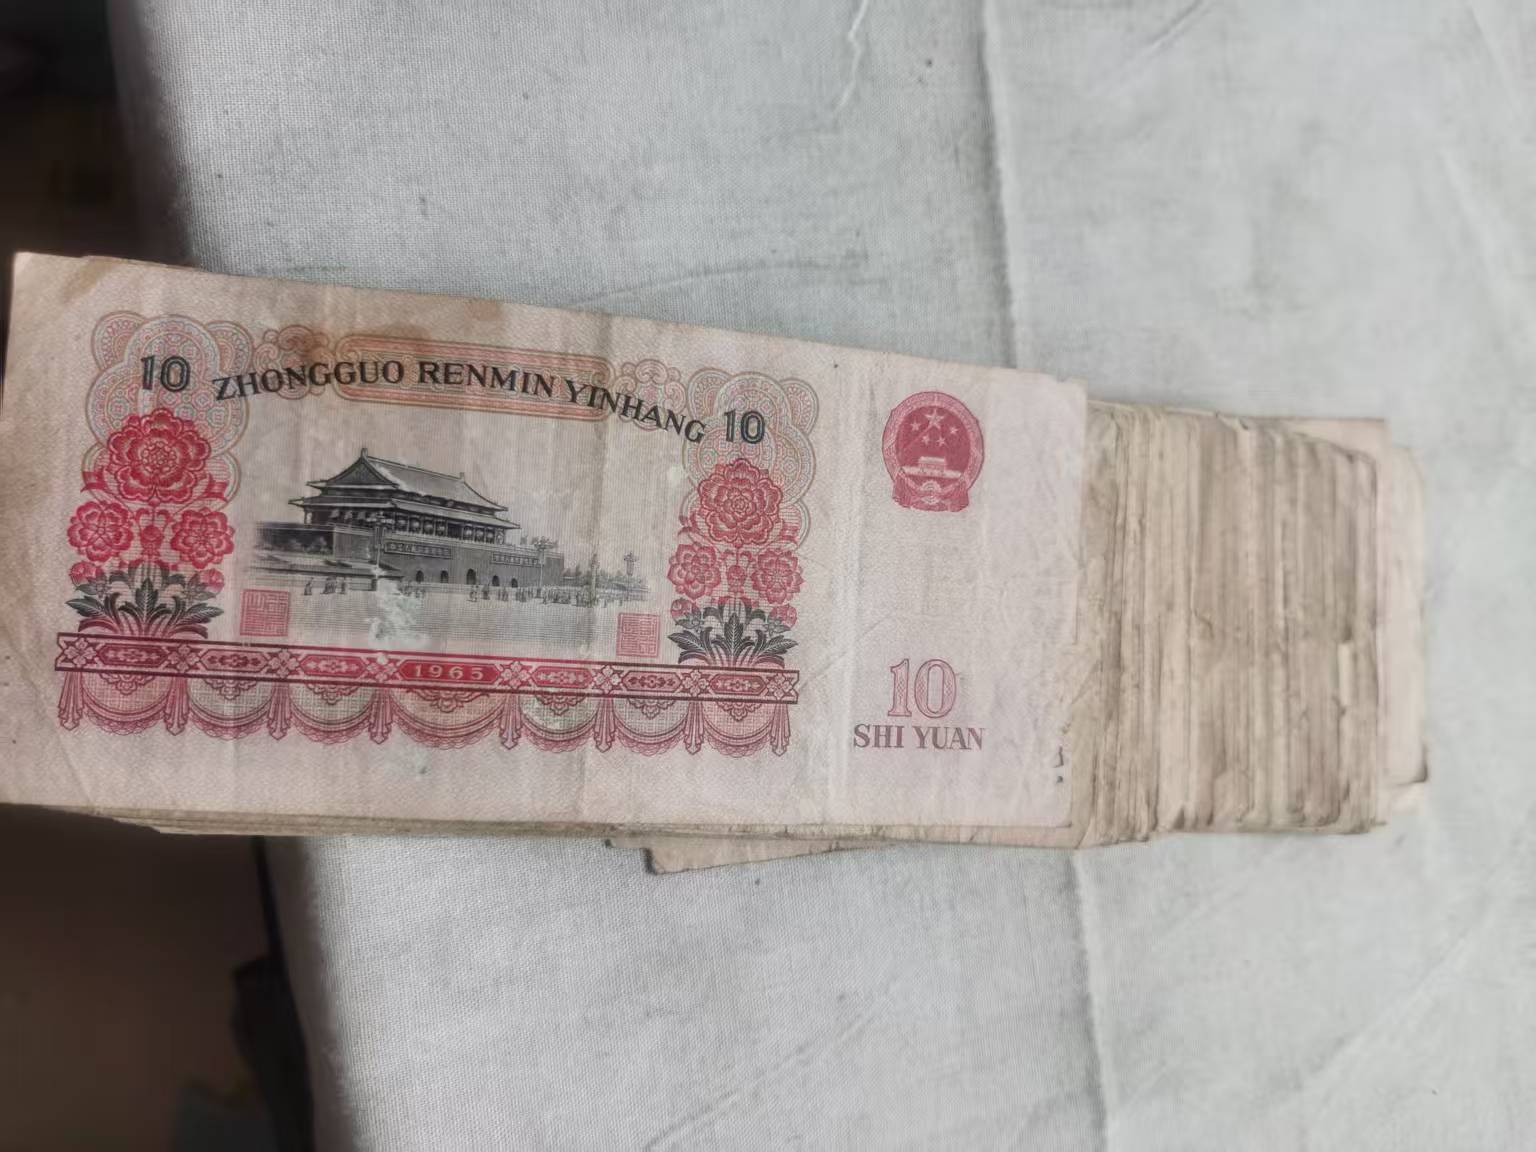 10 ZHONGGUO RENMIN YINHANG 10
1965
10
SHI YUAN